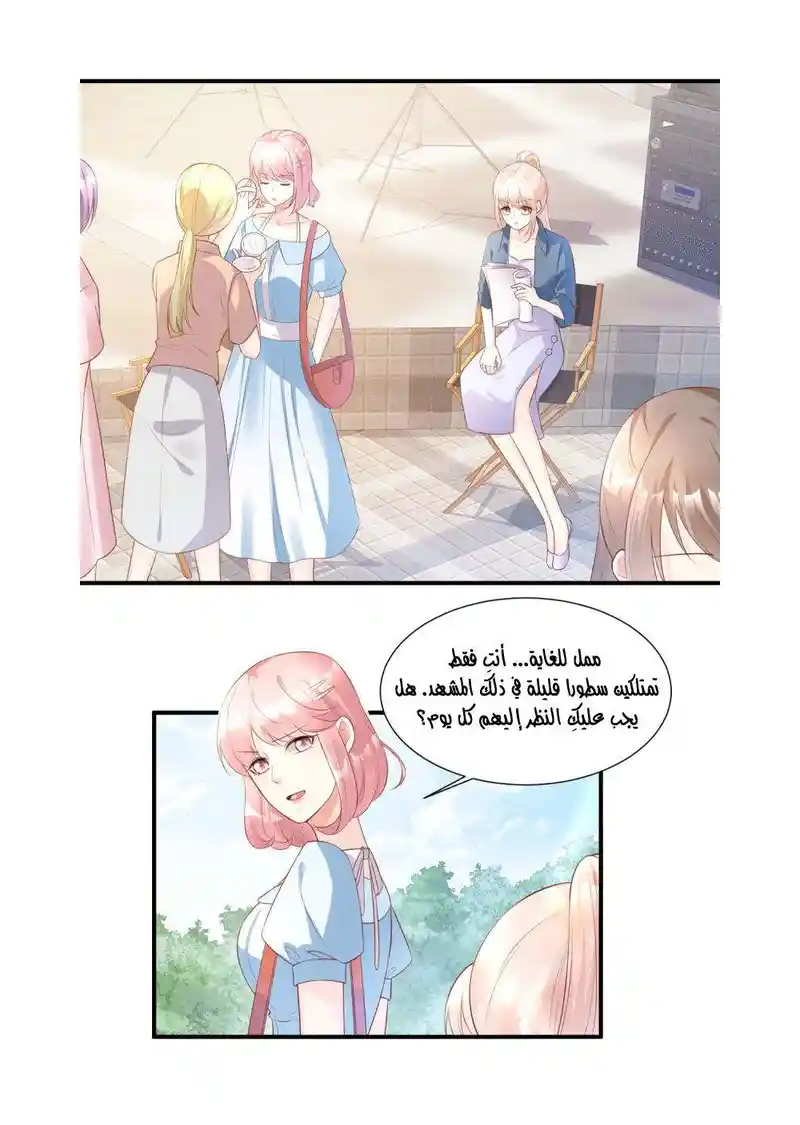 ممل للغاية... أنتِ فقط
تمتلكين سطورا قليلة في ذلك المشهد. هل
يجب عليكِ النظر إليهم كل يوم؟